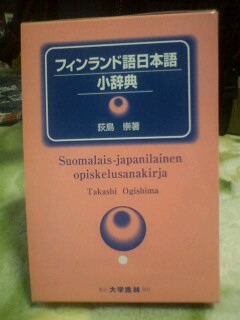 フィンランド語日本語
小辞典
荻島 崇著
Suomalais-japanilainen
opiskelusanakirja
Takashi Ogishima
大学書林